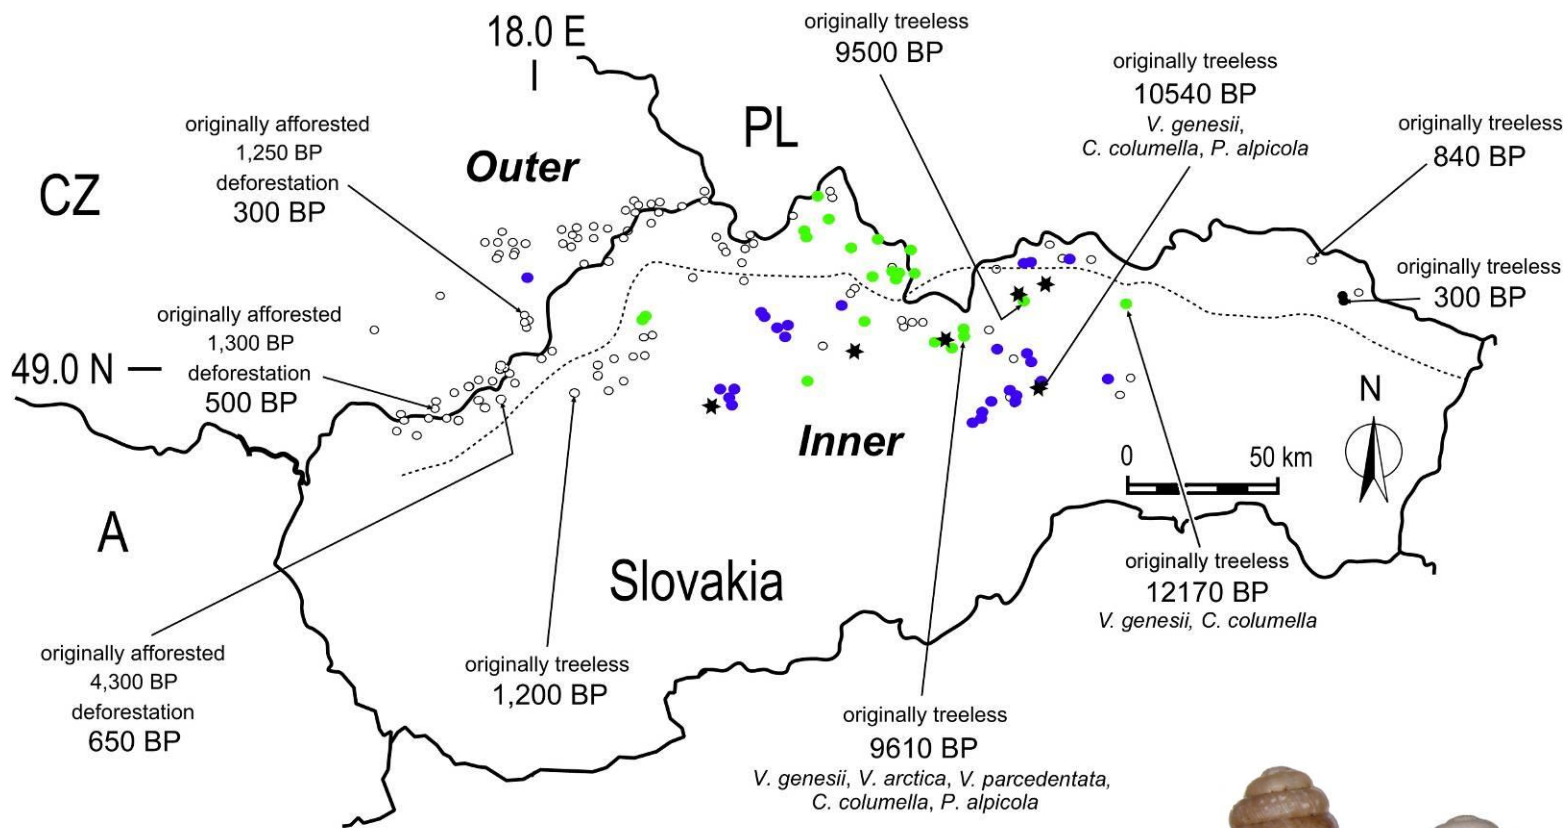 18.0 E
originally treeless
9500 BP
originally treeless
10540 BP
V. genesii,
C. columella, P. alpicola
originally treeless
840 BP
originally afforested
1,250 BP
deforestation
300 BP
Outer
PL
CZ
originally treeless
300 BP
originally afforested
1,300 BP
deforestation
500 BP
49.0 N
Inner
N
0 50 km
A
Slovakia
originally treeless
12170 BP
V. genesii, C. columella
originally afforested
4,300 BP
deforestation
650 BP
originally treeless
1,200 BP
originally treeless
9610 BP
V. genesii, V. arctica, V. parcedentata,
C. columella, P. alpicola